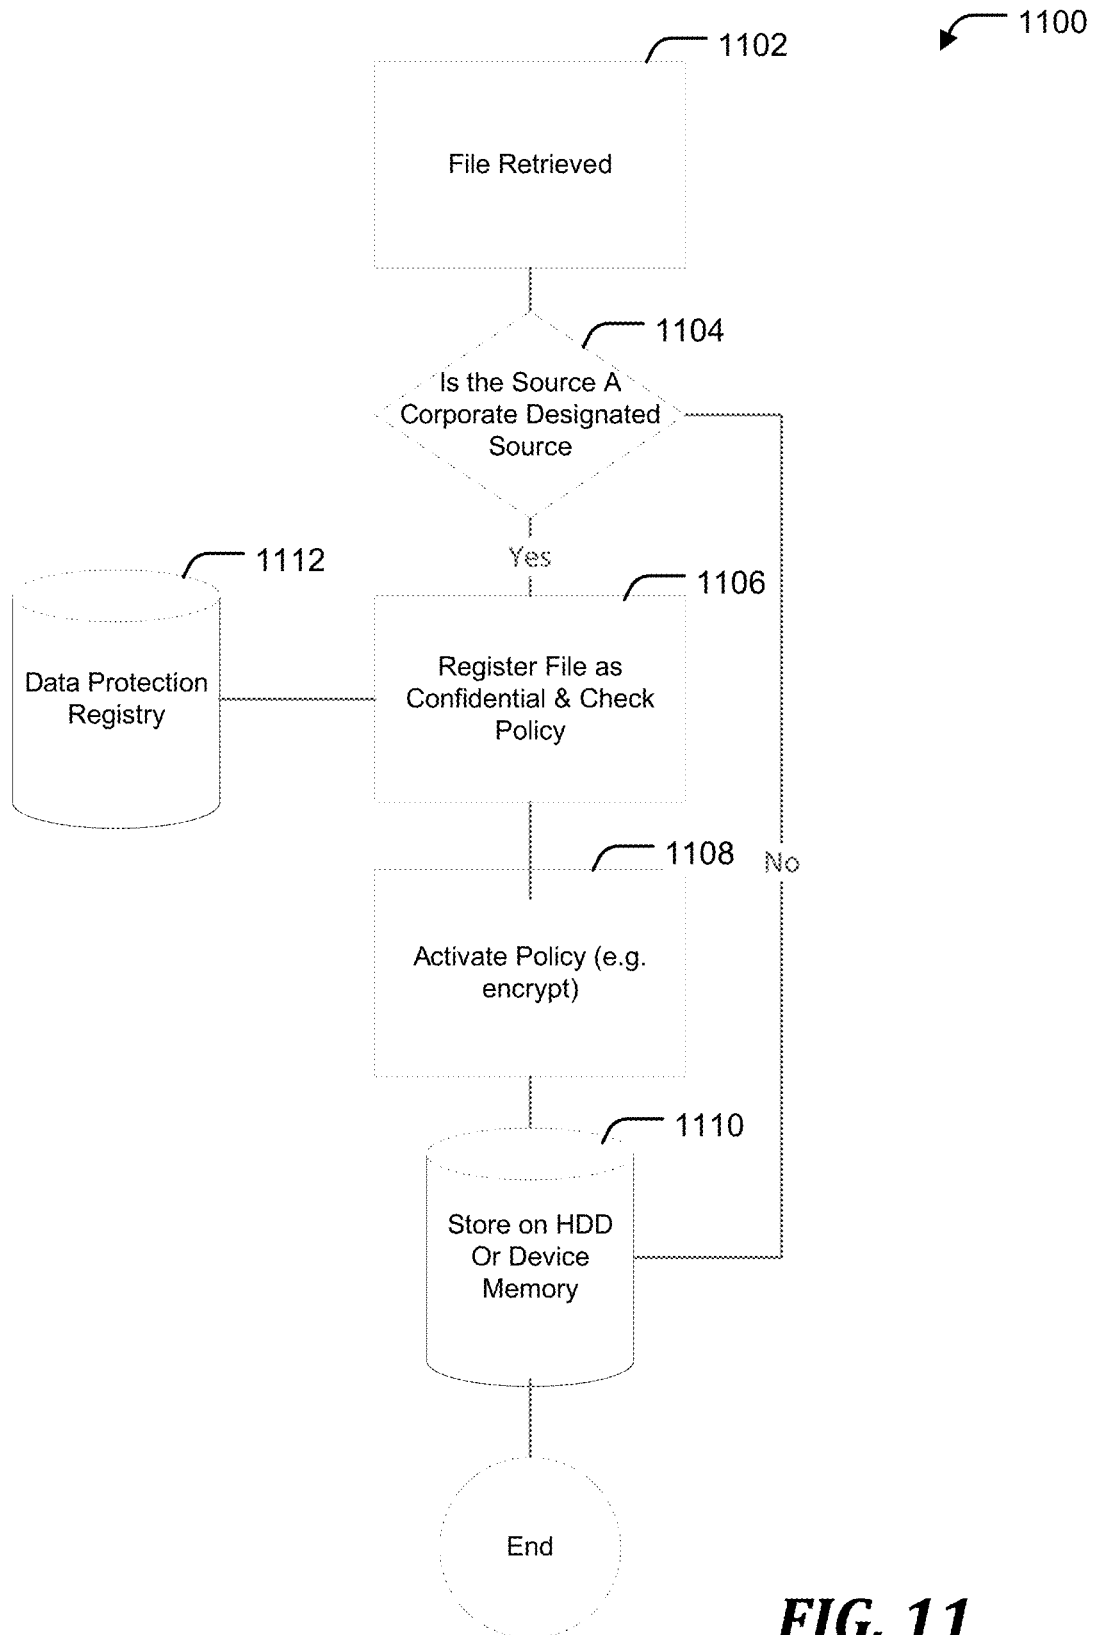 1100
1102
File Retrieved
1104
Is the Source A
Corporate Designated
Source
Yes
1112
1106
Data Protection
Registry
Register File as
Confidential & Check
Policy
1108
No
Activate Policy (e.g.
encrypt)
1110
Store on HDD
Or Device
Memory
End
FIG. 11